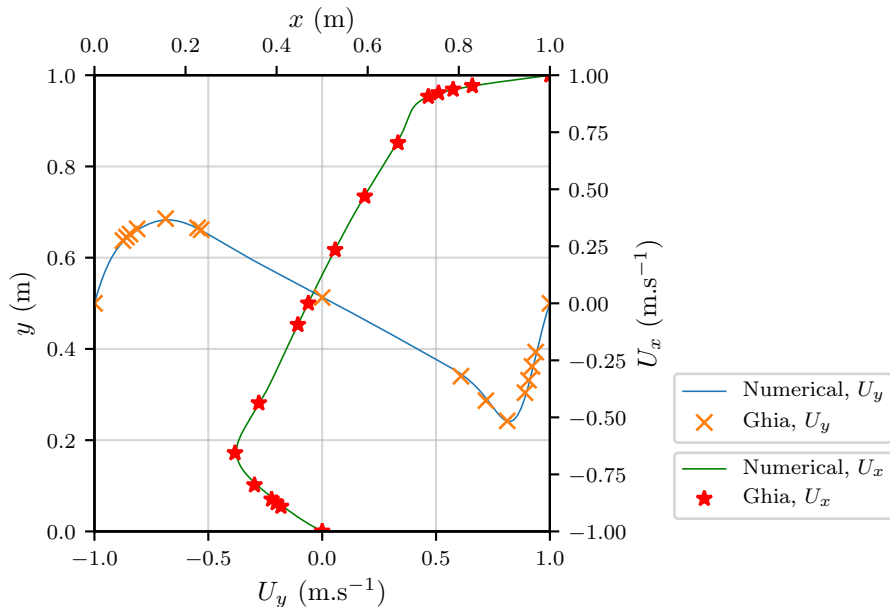 x (m)
0.0 0.2 0.4 0.6 0.8 1.0
1.0 1.00
0.75
0.8
0.50
0.6 0.25
y (m)
0.00
U_x (m.s⁻¹)
0.4 −0.25
−0.50
0.2
−0.75
0.0 −1.00
−1.0 −0.5 0.0 0.5 1.0
U_y (m.s⁻¹)
Numerical, U_y
Ghia, U_y
Numerical, U_x
Ghia, U_x